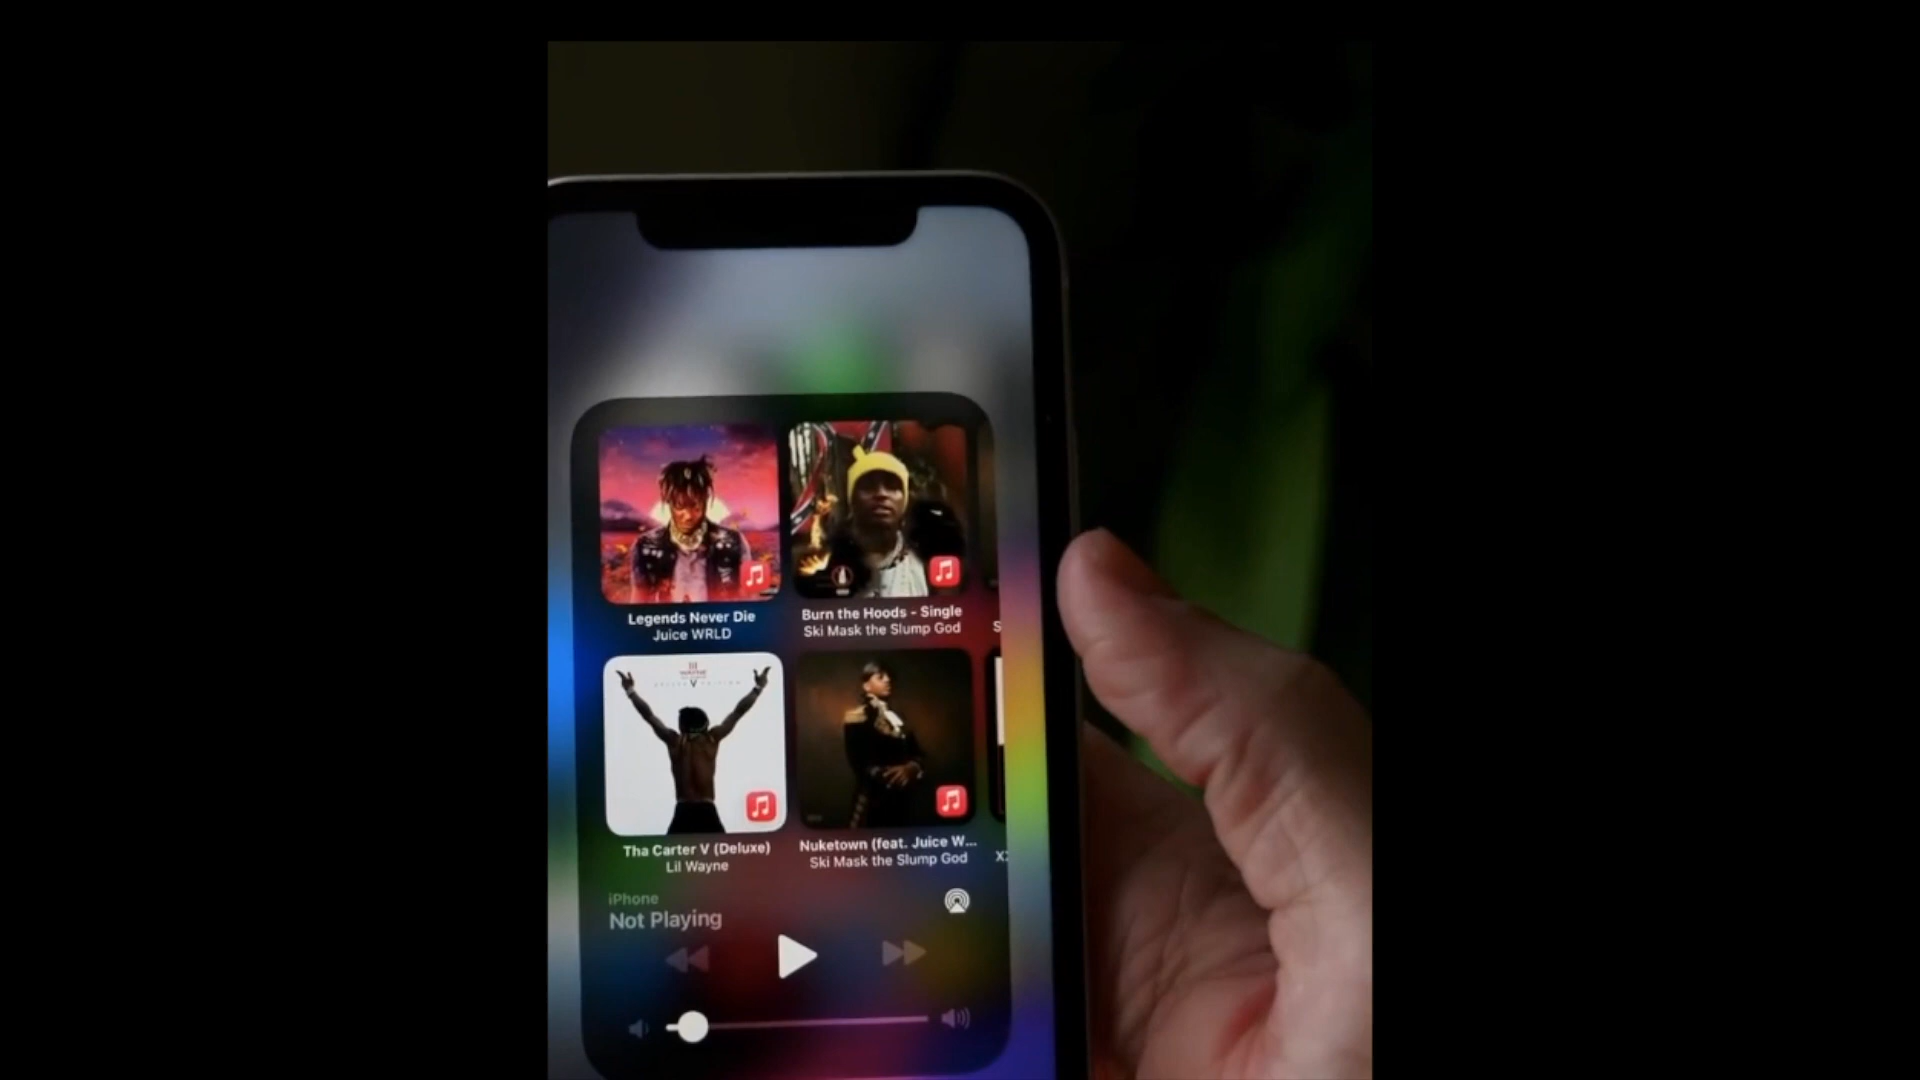 Legends Never Die
Juice WRLD
Burn the Hoods - Single
Ski Mask the Slump God
S
Tha Carter V (Deluxe)
Lil Wayne
Nuketown (feat. Juice W...
Ski Mask the Slump God
X
iPhone
Not Playing